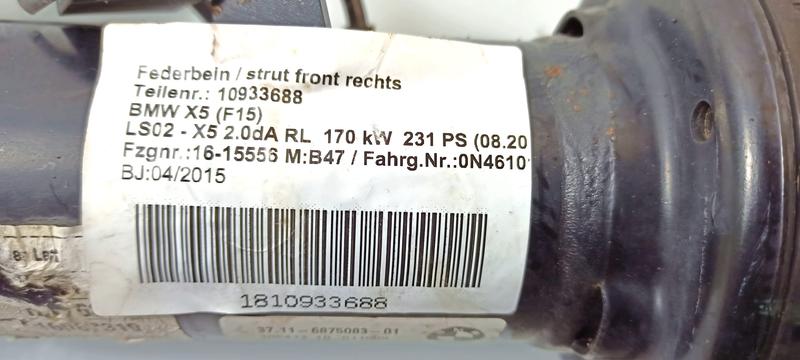 Federbein / strut front rechts
Teilenr.: 10933688
BMW X5 (F15)
LS02 - X5 2.0dA RL 170 kW 231 PS (08.20
Fzgnr.:16-15556 M:B47 / Fahrg.Nr.:0N4610
BJ:04/2015
1810933688
37.11-6875083-01